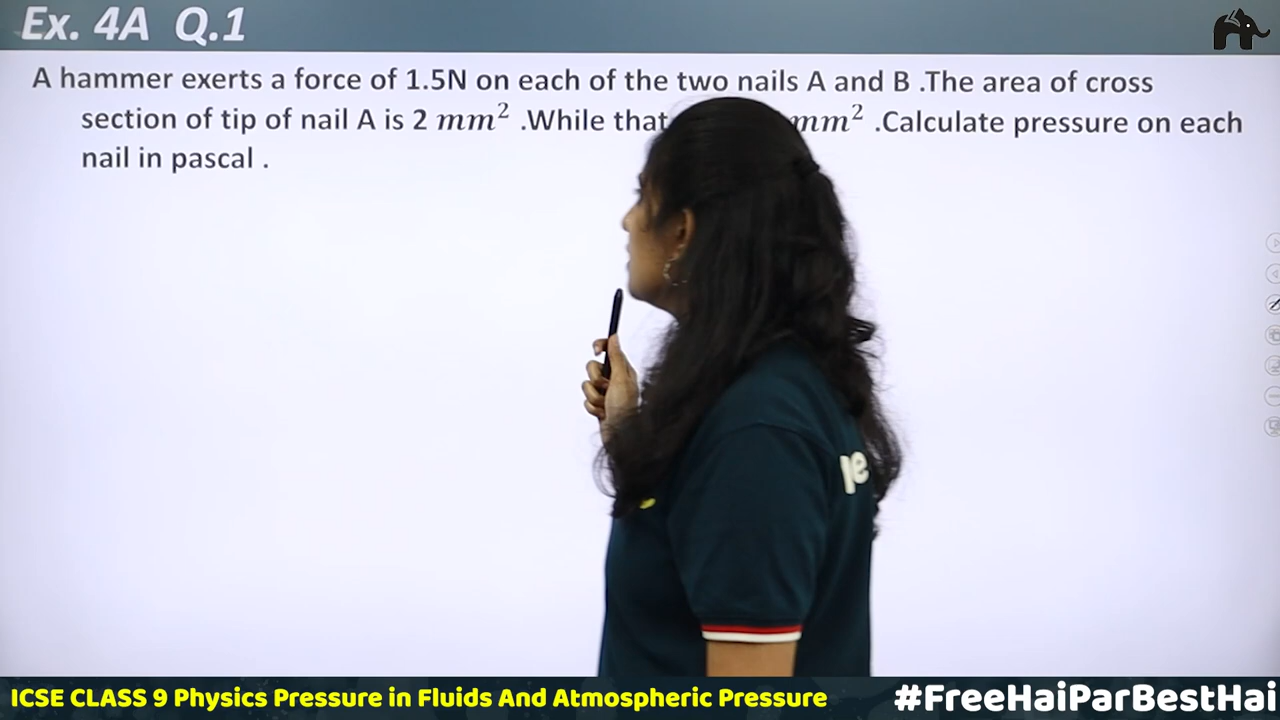 Ex. 4A Q.1
A hammer exerts a force of 1.5N on each of the two nails A and B .The area of cross
section of tip of nail A is 2 mm² .While that mm² .Calculate pressure on each
nail in pascal .
le
ICSE CLASS 9 Physics Pressure in Fluids And Atmospheric Pressure
#FreeHaiParBestHai